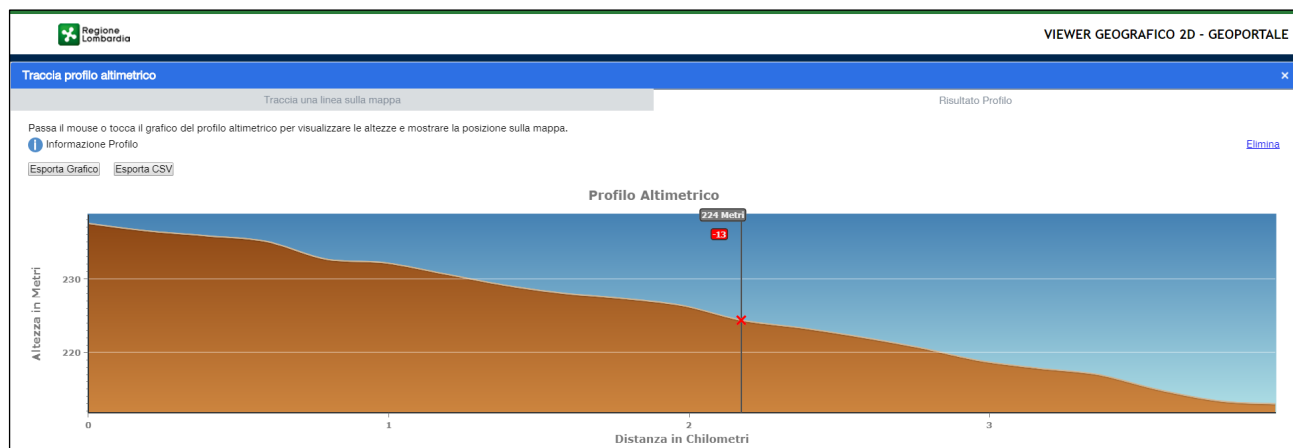 Regione
Lombardia
VIEWER GEOGRAFICO 2D - GEOPORTALE
Traccia profilo altimetrico
×
Traccia una linea sulla mappa
Risultato Profilo
Passa il mouse o tocca il grafico del profilo altimetrico per visualizzare le altezze e mostrare la posizione sulla mappa.
i Informazione Profilo
Elimina
Esporta Grafico
Esporta CSV
Profilo Altimetrico
224 Metri
-13
Altezza in Metri
230
220
0
1
2
3
Distanza in Chilometri